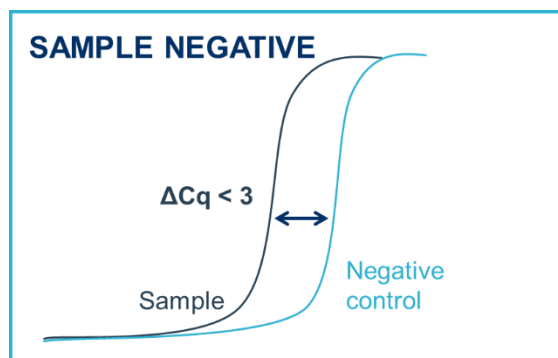 SAMPLE NEGATIVE
ΔCq < 3
Sample
Negative
control